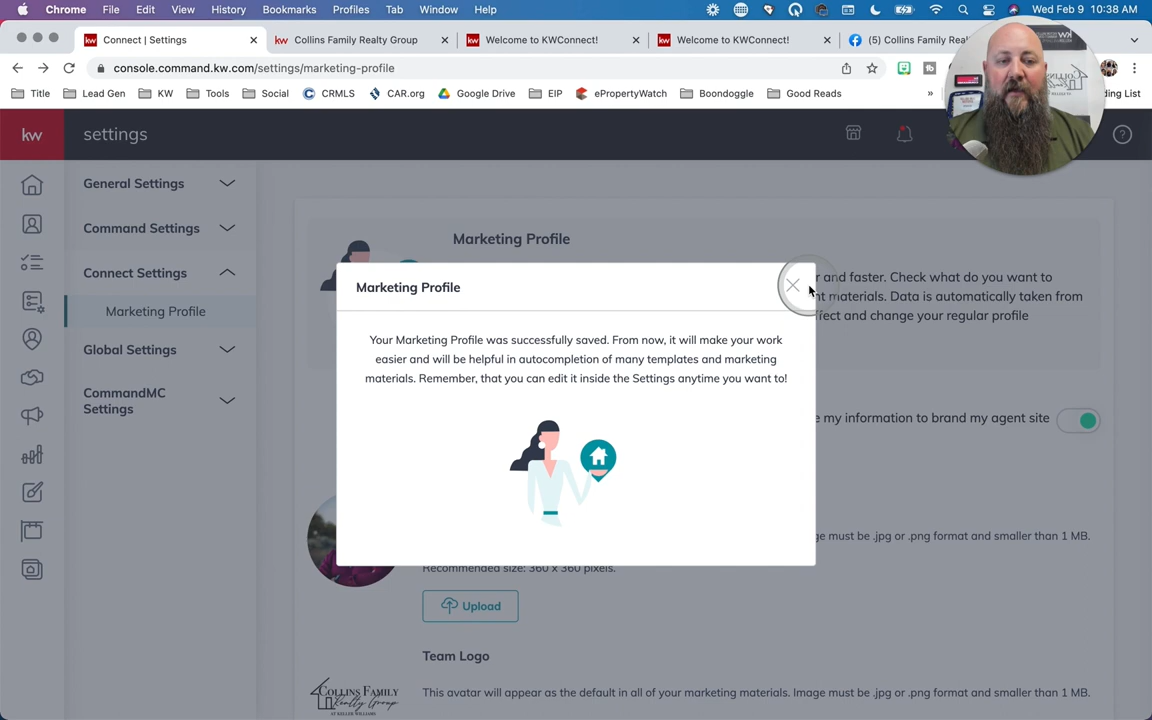 Chrome File Edit View History Bookmarks Profiles Tab Window Help
Wed Feb 9 10:38 AM
Connect | Settings
Collins Family Realty Group
Welcome to KWConnect!
Welcome to KWConnect!
(5) Collins Family Rea
console.command.kw.com/settings/marketing-profile
Title Lead Gen KW Tools Social CRMLS CAR.org Google Drive EIP ePropertyWatch Boondoggle Good Reads » ding List
kw settings
General Settings
Command Settings
Connect Settings
Marketing Profile
Global Settings
CommandMC
Settings
Marketing Profile
r and faster. Check what do you want to
nt materials. Data is automatically taken from
ffect and change your regular profile
Marketing Profile
Your Marketing Profile was successfully saved. From now, it will make your work
easier and will be helpful in autocompletion of many templates and marketing
materials. Remember, that you can edit it inside the Settings anytime you want to!
e my information to brand my agent site
ge must be .jpg or .png format and smaller than 1 MB.
Recommended size: 360 x 360 pixels.
Upload
Team Logo
This avatar will appear as the default in all of your marketing materials. Image must be .jpg or .png format and smaller than 1 MB.
Collins Family
Realty Group
AT KELLER WILLIAMS